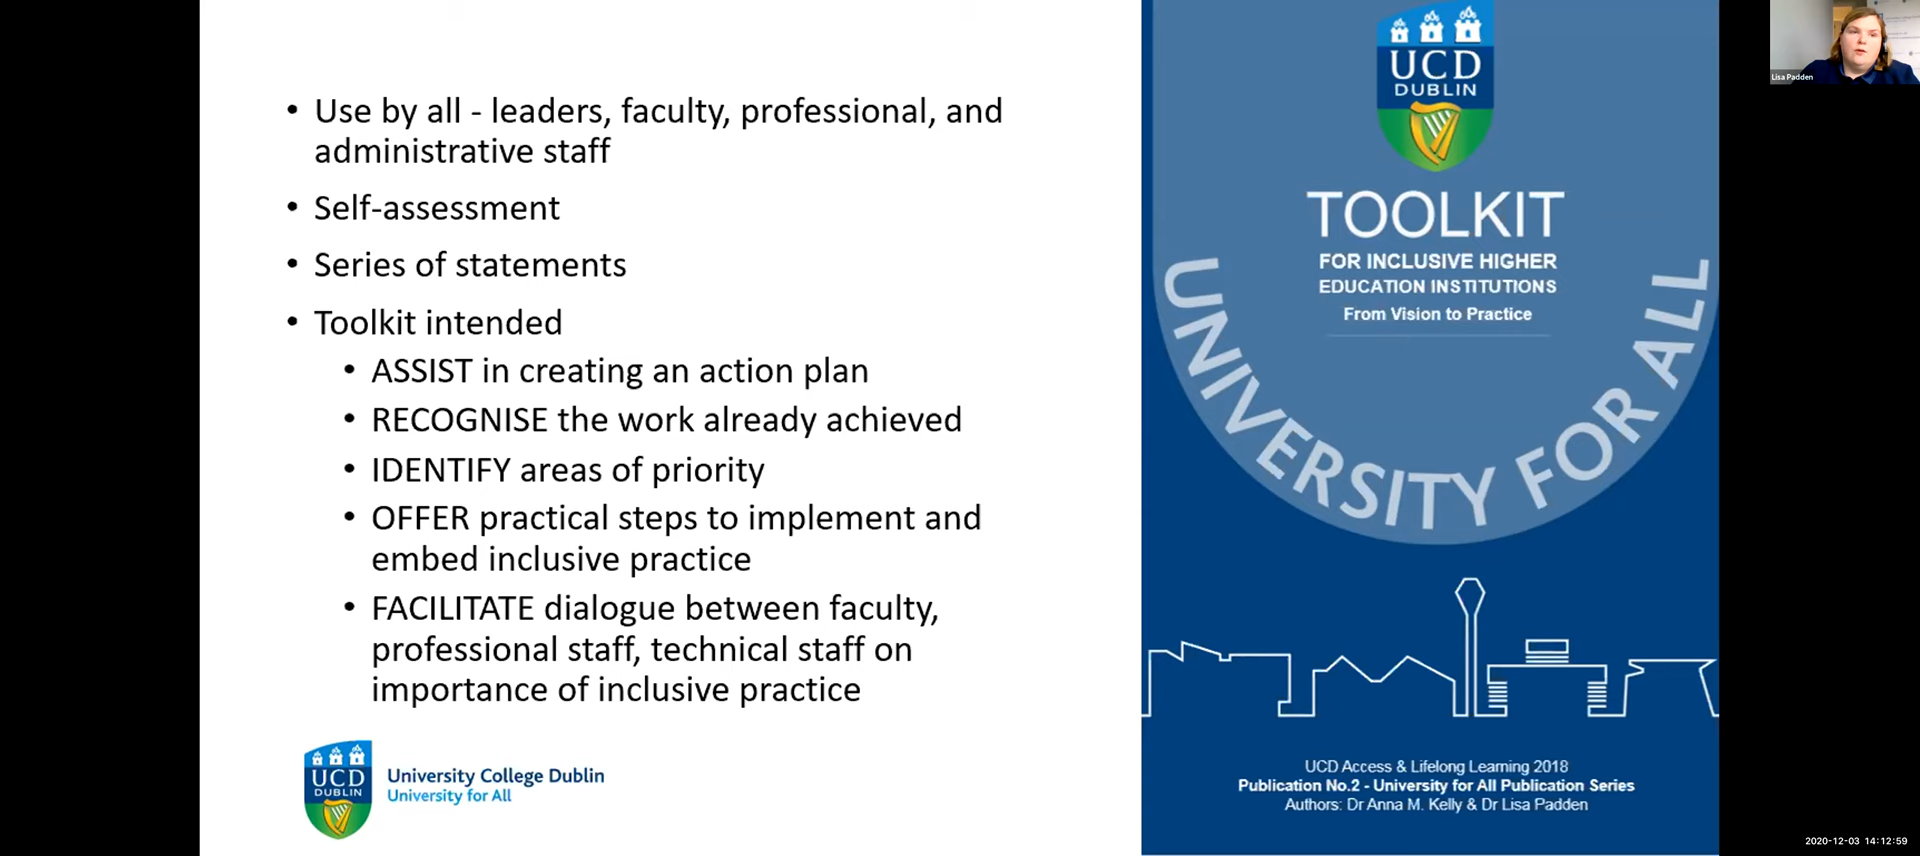 • Use by all - leaders, faculty, professional, and
administrative staff
• Self-assessment
• Series of statements
• Toolkit intended
• ASSIST in creating an action plan
• RECOGNISE the work already achieved
• IDENTIFY areas of priority
• OFFER practical steps to implement and
embed inclusive practice
• FACILITATE dialogue between faculty,
professional staff, technical staff on
importance of inclusive practice
UCD
DUBLIN
University College Dublin
University for All
UCD
DUBLIN
TOOLKIT
FOR INCLUSIVE HIGHER
EDUCATION INSTITUTIONS
From Vision to Practice
UNIVERSITY FOR ALL
UCD Access & Lifelong Learning 2018
Publication No.2 - University for All Publication Series
Authors: Dr Anna M. Kelly & Dr Lisa Padden
Lisa Padden
2020-12-03 14:12:59